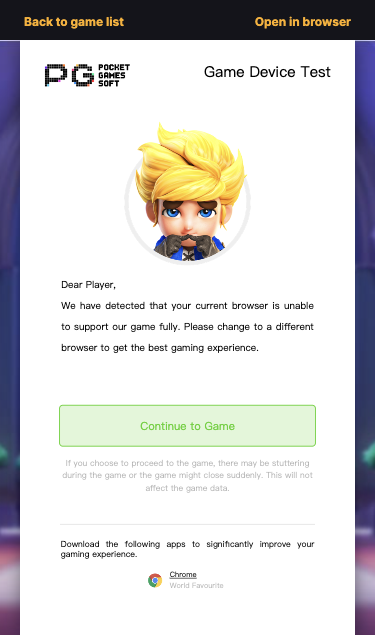 Back to game list
Open in browser
PG POCKET
GAMES
SOFT
Game Device Test
Dear Player,
We have detected that your current browser is unable
to support our game fully. Please change to a different
browser to get the best gaming experience.
Continue to Game
If you choose to proceed to the game, there may be stuttering
during the game or the game might close suddenly. This will not
affect the game data.
Download the following apps to significantly improve your
gaming experience.
Chrome
World Favourite